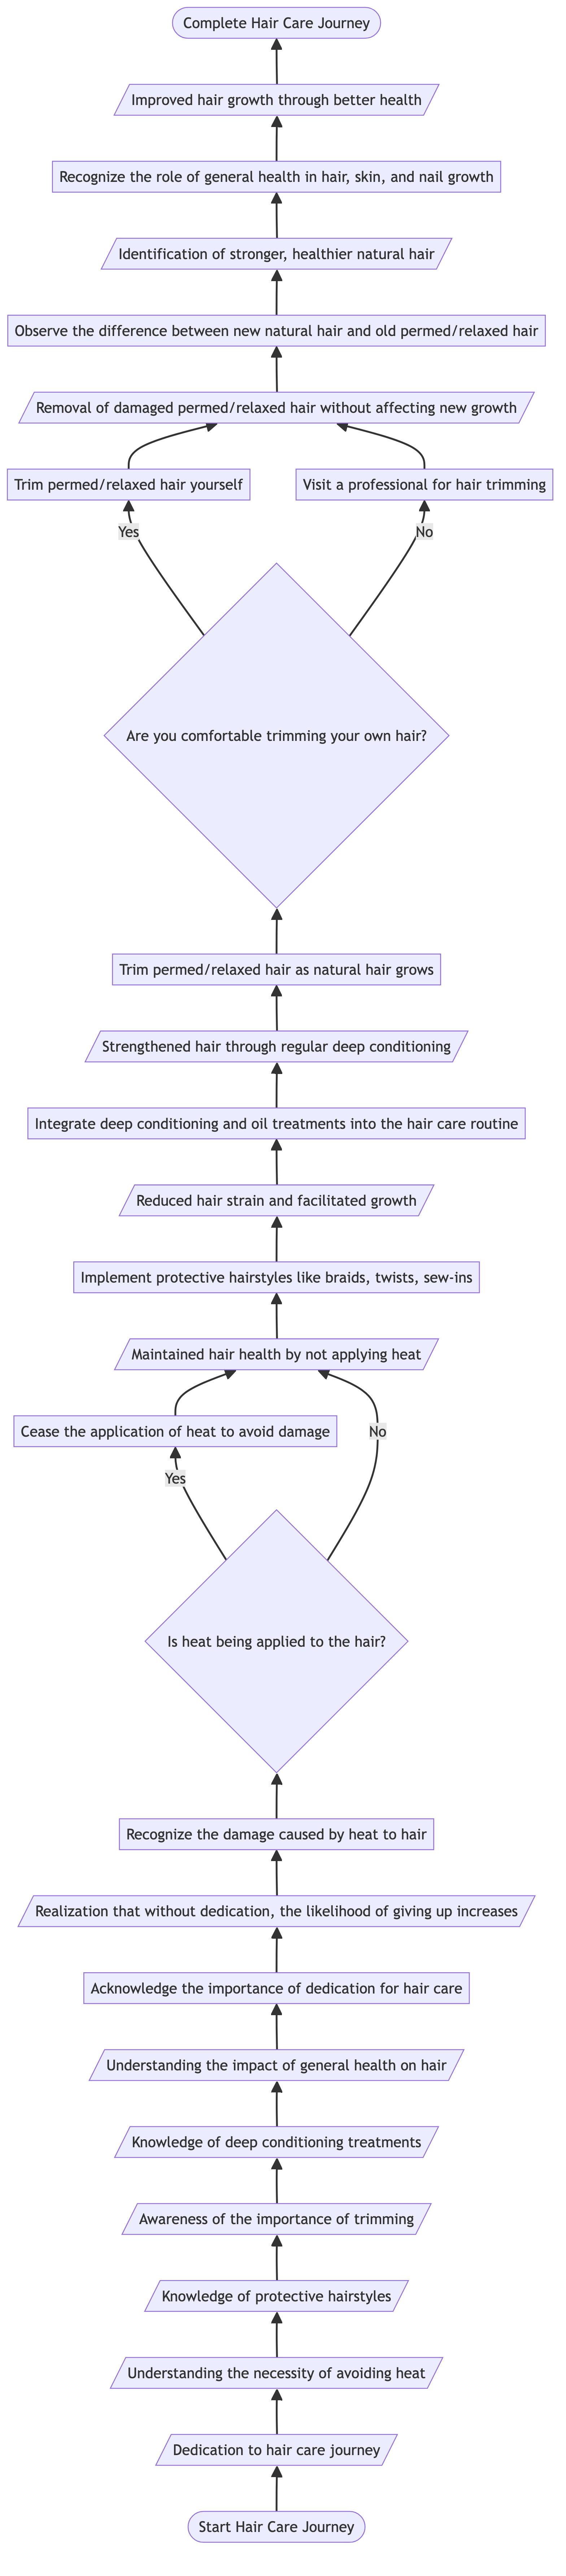 Complete Hair Care Journey
Improved hair growth through better health
Recognize the role of general health in hair, skin, and nail growth
Identification of stronger, healthier natural hair
Observe the difference between new natural hair and old permed/relaxed hair
Removal of damaged permed/relaxed hair without affecting new growth
Trim permed/relaxed hair yourself
Visit a professional for hair trimming
Yes
No
Are you comfortable trimming your own hair?
Trim permed/relaxed hair as natural hair grows
Strengthened hair through regular deep conditioning
Integrate deep conditioning and oil treatments into the hair care routine
Reduced hair strain and facilitated growth
Implement protective hairstyles like braids, twists, sew-ins
Maintained hair health by not applying heat
Cease the application of heat to avoid damage
No
Yes
Is heat being applied to the hair?
Recognize the damage caused by heat to hair
Realization that without dedication, the likelihood of giving up increases
Acknowledge the importance of dedication for hair care
Understanding the impact of general health on hair
Knowledge of deep conditioning treatments
Awareness of the importance of trimming
Knowledge of protective hairstyles
Understanding the necessity of avoiding heat
Dedication to hair care journey
Start Hair Care Journey